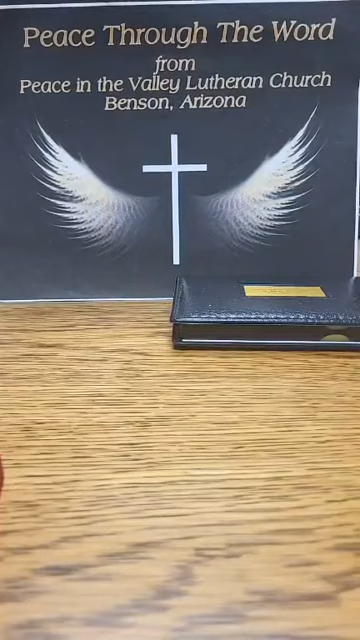 Peace Through The Word
from
Peace in the Valley Lutheran Church
Benson, Arizona